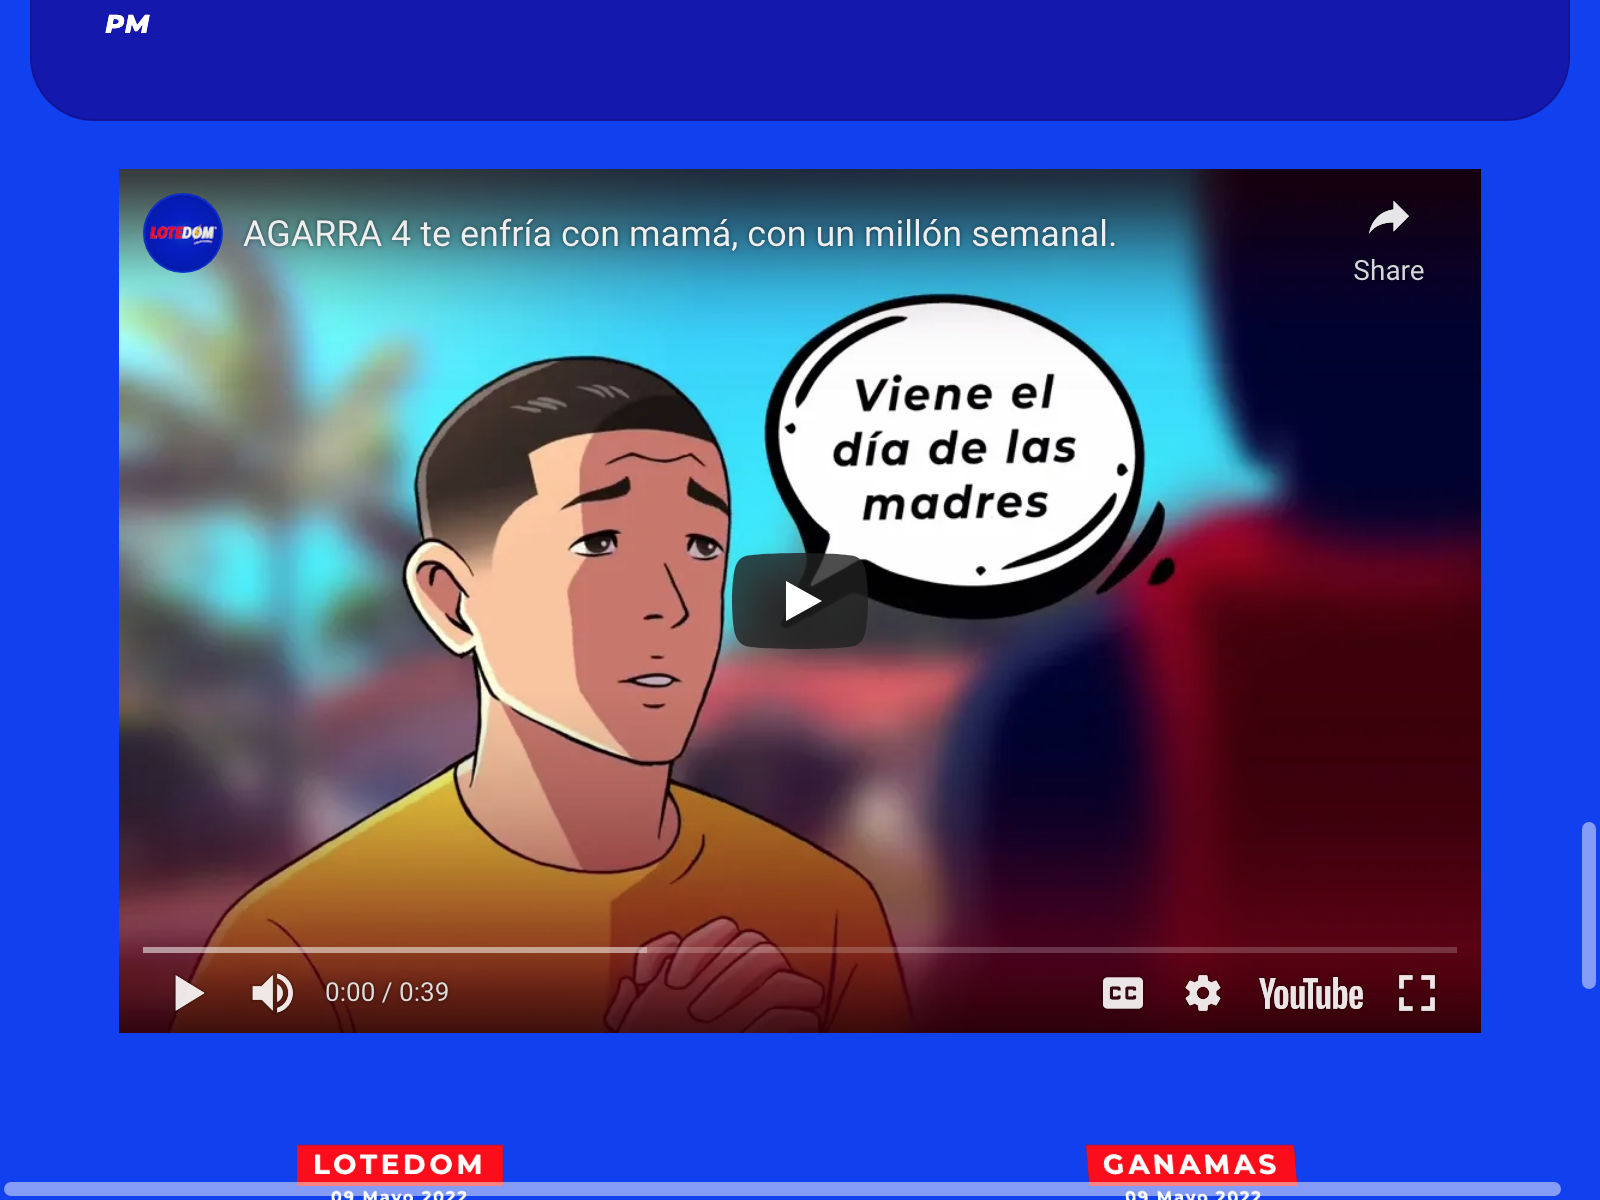 PM
LOTEDOM
AGARRA 4 te enfría con mamá, con un millón semanal.
Share
Viene el
día de las
madres
0:00 / 0:39
CC
YouTube
LOTEDOM
GANAMAS
09 Mayo 2022
09 Mayo 2022